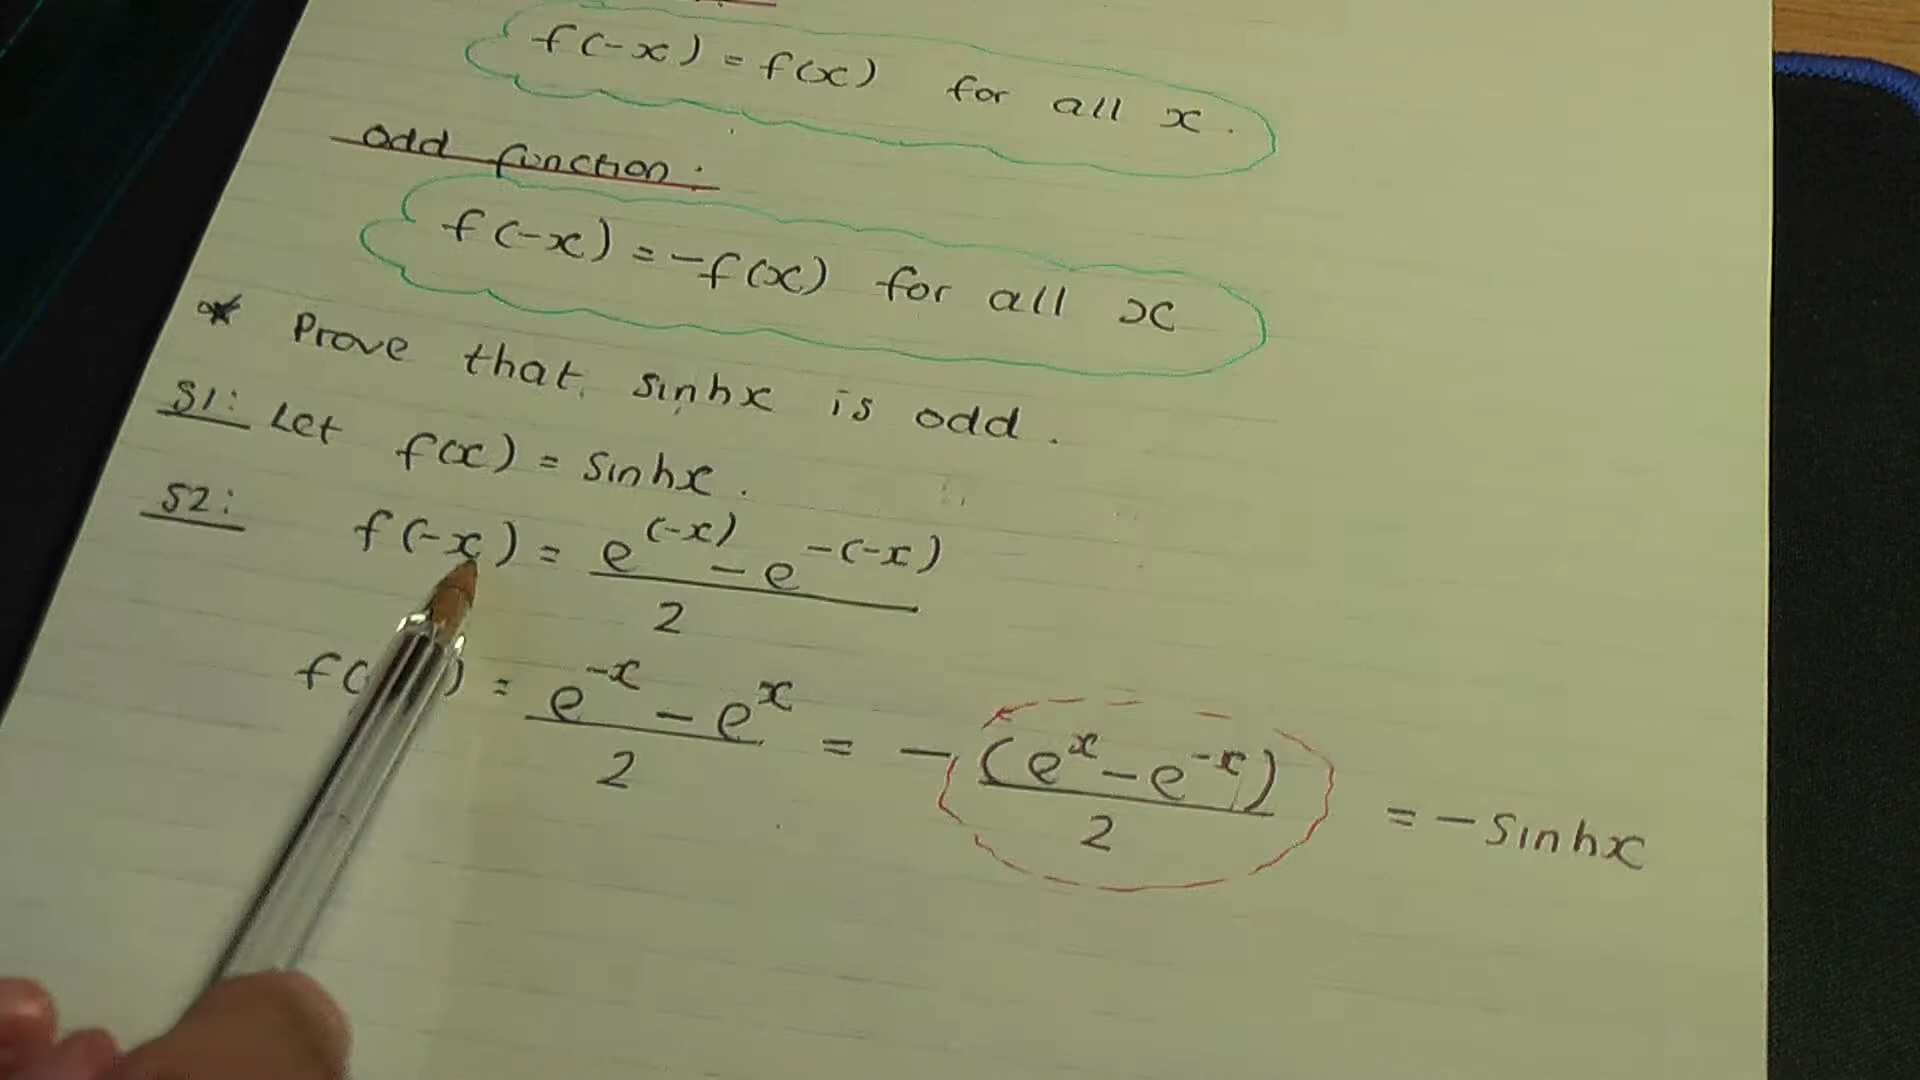 f(-x) = f(x) for all x.
odd function:
f(-x) = -f(x) for all x
* Prove that sinhx is odd.
S1: Let f(x) = sinhx.
S2: f(-x) = (e^(-x) - e^-(-x))/2
f( ) = (e^-x - e^x)/2 = -(e^x - e^-x)/2 = -sinhx